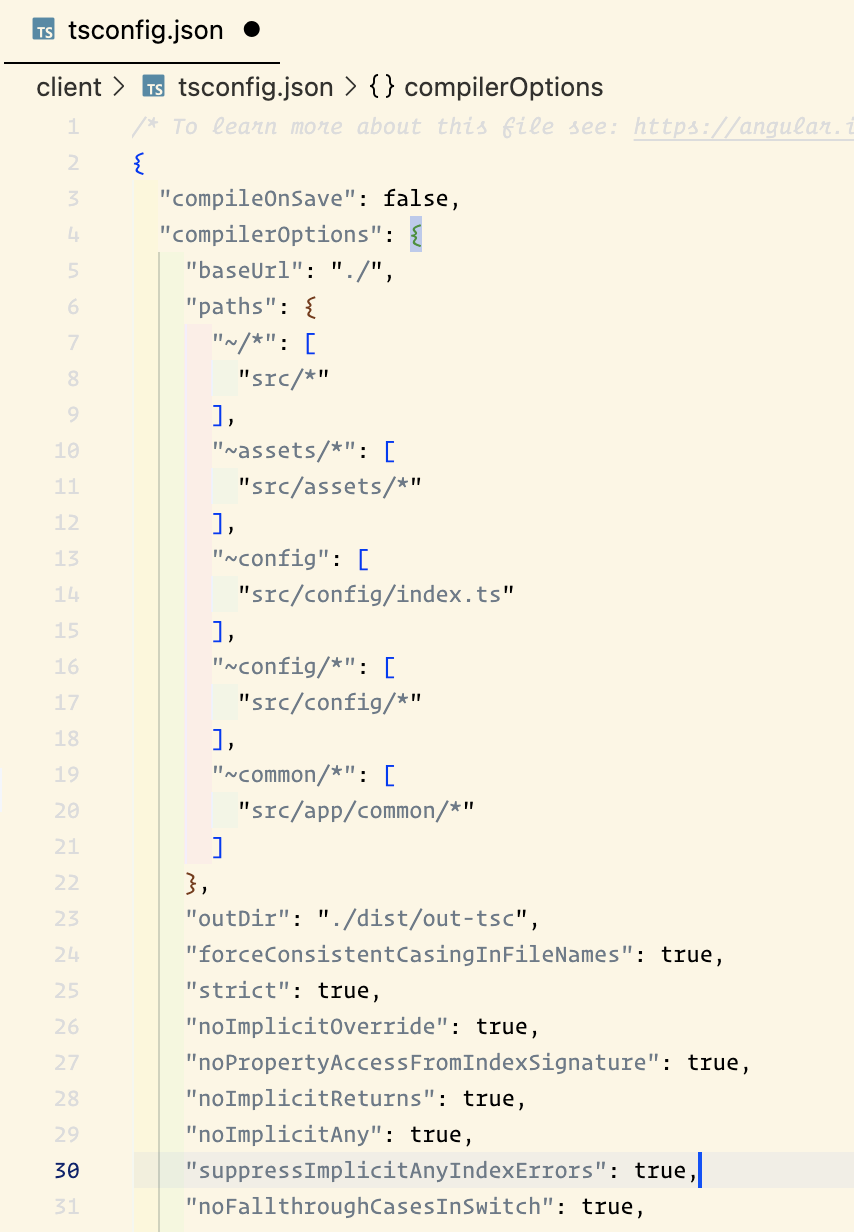 TS tsconfig.json
client > TS tsconfig.json > {} compilerOptions
1 /* To learn more about this file see: https://angular.i
2 {
3 "compileOnSave": false,
4 "compilerOptions": {
5 "baseUrl": "./",
6 "paths": {
7 "~/*": [
8 "src/*"
9 ],
10 "~assets/*": [
11 "src/assets/*"
12 ],
13 "~config": [
14 "src/config/index.ts"
15 ],
16 "~config/*": [
17 "src/config/*"
18 ],
19 "~common/*": [
20 "src/app/common/*"
21 ]
22 },
23 "outDir": "./dist/out-tsc",
24 "forceConsistentCasingInFileNames": true,
25 "strict": true,
26 "noImplicitOverride": true,
27 "noPropertyAccessFromIndexSignature": true,
28 "noImplicitReturns": true,
29 "noImplicitAny": true,
30 "suppressImplicitAnyIndexErrors": true,
31 "noFallthroughCasesInSwitch": true,